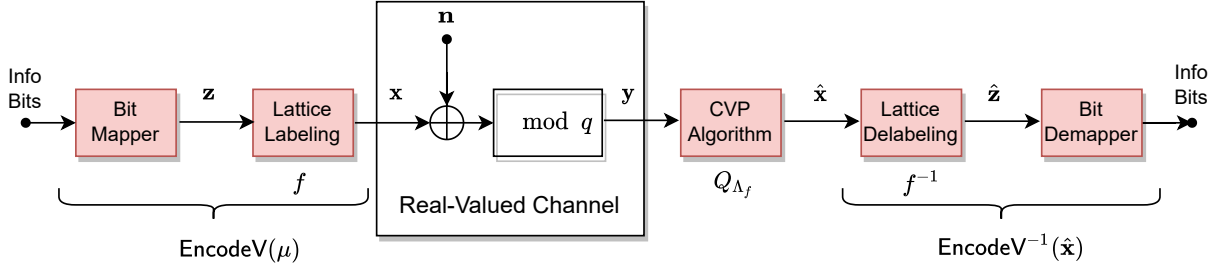 n
Info
Bits
Bit
Mapper
z
Lattice
Labeling
x
mod q
y
CVP
Algorithm
x̂
Lattice
Delabeling
ẑ
Bit
Demapper
Info
Bits
f
Q_{Λ_f}
f⁻¹
Real-Valued Channel
EncodeV(μ)
EncodeV⁻¹(x̂)